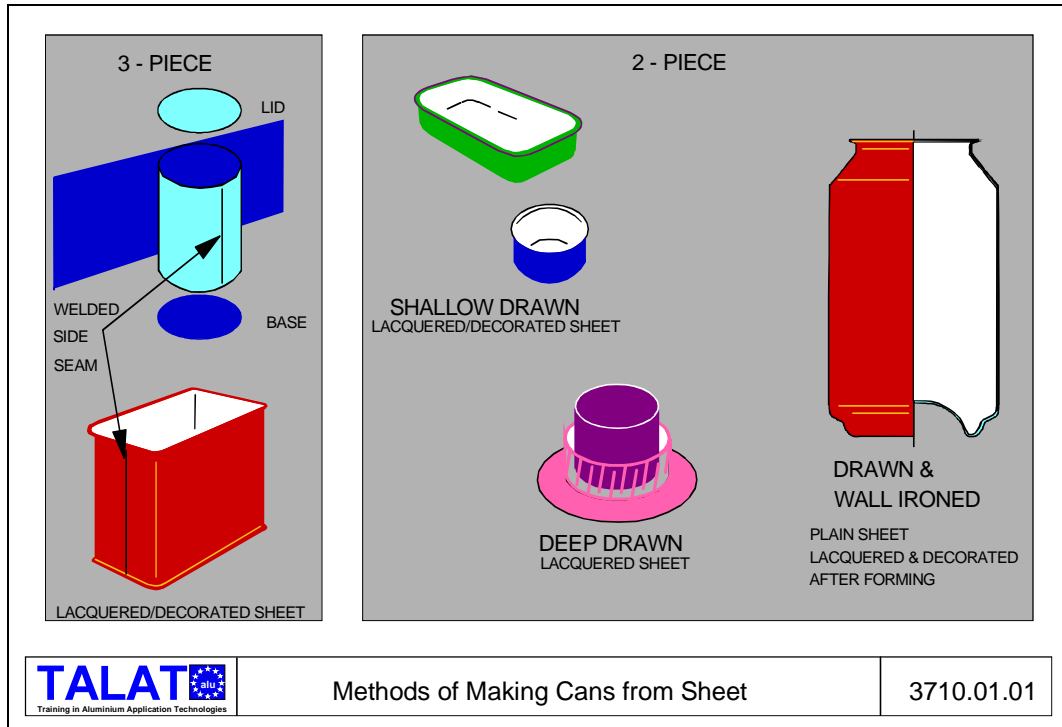 3 - PIECE
LID
WELDED
SIDE
SEAM
BASE
LACQUERED/DECORATED SHEET
2 - PIECE
SHALLOW DRAWN
LACQUERED/DECORATED SHEET
DEEP DRAWN
LACQUERED SHEET
DRAWN &
WALL IRONED
PLAIN SHEET
LACQUERED & DECORATED
AFTER FORMING
TALAT
alu
Training in Aluminium Application Technologies
Methods of Making Cans from Sheet
3710.01.01